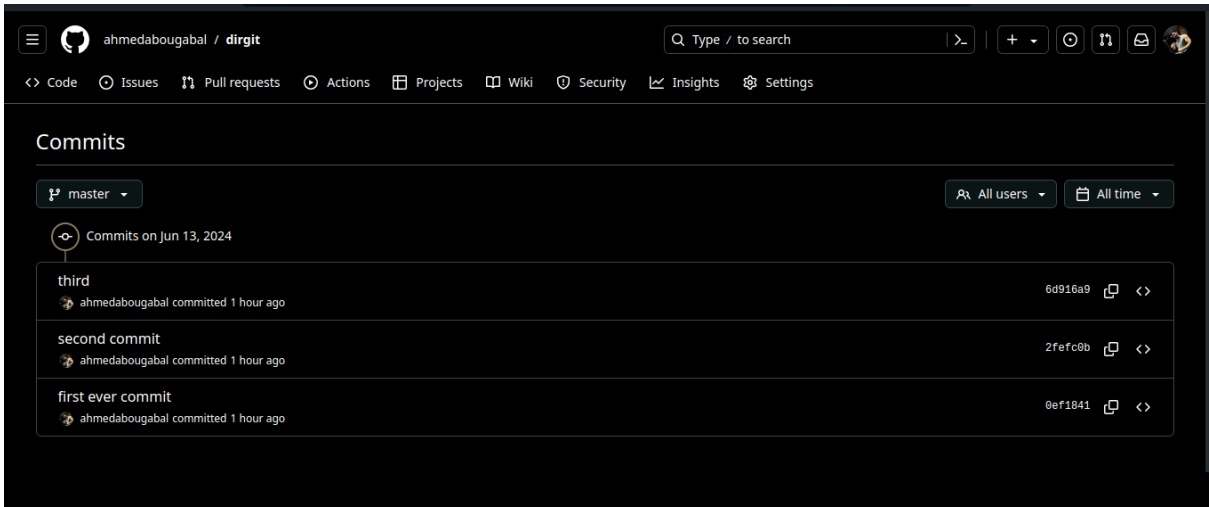 ahmedabougabal / dirgit
Type / to search
Code Issues Pull requests Actions Projects Wiki Security Insights Settings
Commits
master All users All time
Commits on Jun 13, 2024
third
ahmedabougabal committed 1 hour ago
6d916a9
second commit
ahmedabougabal committed 1 hour ago
2fefc0b
first ever commit
ahmedabougabal committed 1 hour ago
0ef1841